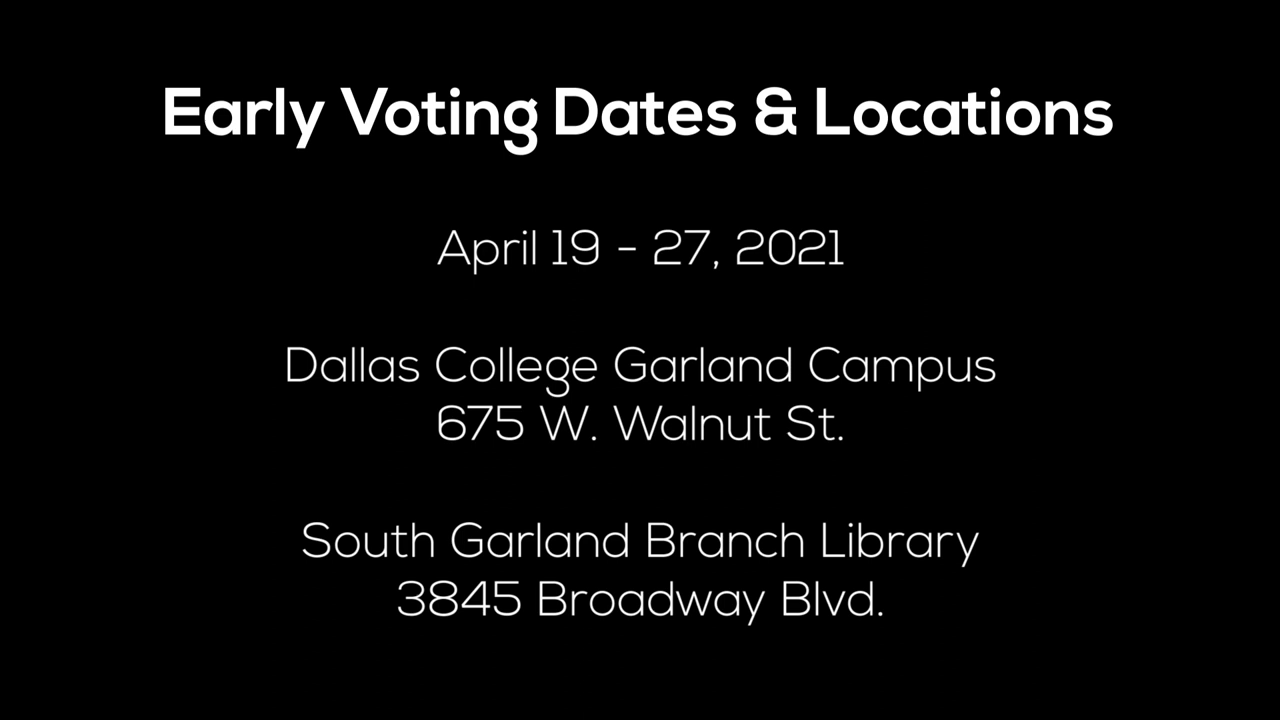 Early Voting Dates & Locations
April 19 - 27, 2021
Dallas College Garland Campus
675 W. Walnut St.
South Garland Branch Library
3845 Broadway Blvd.